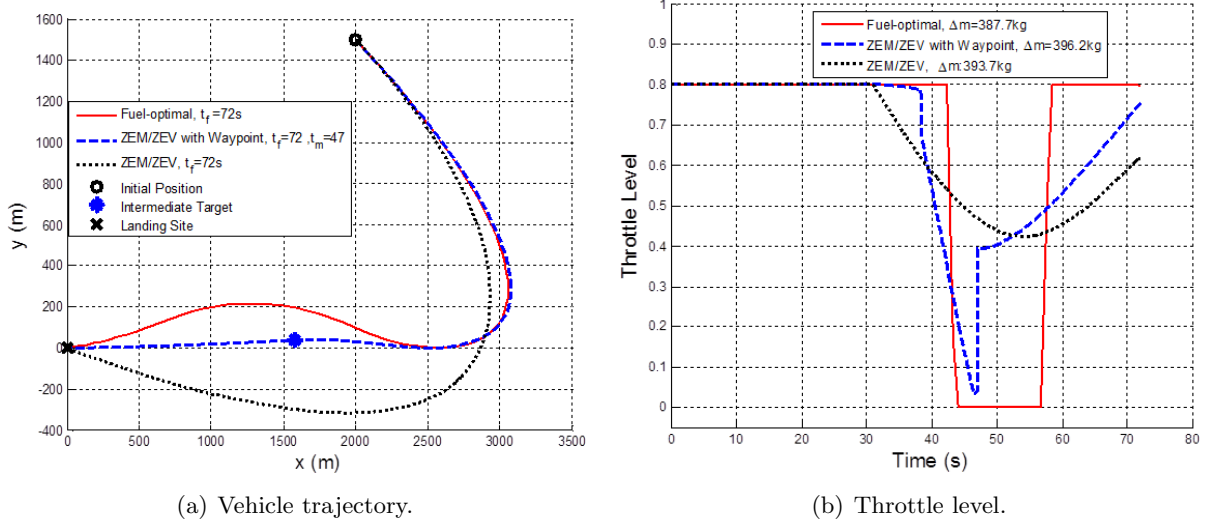 1600
1400
1200
1000
800
600
400
200
0
-200
-400
y (m)
Fuel-optimal, t_f =72s
ZEM/ZEV with Waypoint, t_f=72 ,t_m=47
ZEM/ZEV, t_f=72s
Initial Position
Intermediate Target
Landing Site
0
500
1000
1500
2000
2500
3000
3500
x (m)
(a) Vehicle trajectory.
1
0.9
0.8
0.7
0.6
0.5
0.4
0.3
0.2
0.1
0
Throttle Level
Fuel-optimal, Δm=387.7kg
ZEM/ZEV with Waypoint, Δm=396.2kg
ZEM/ZEV, Δm:393.7kg
0
10
20
30
40
50
60
70
80
Time (s)
(b) Throttle level.